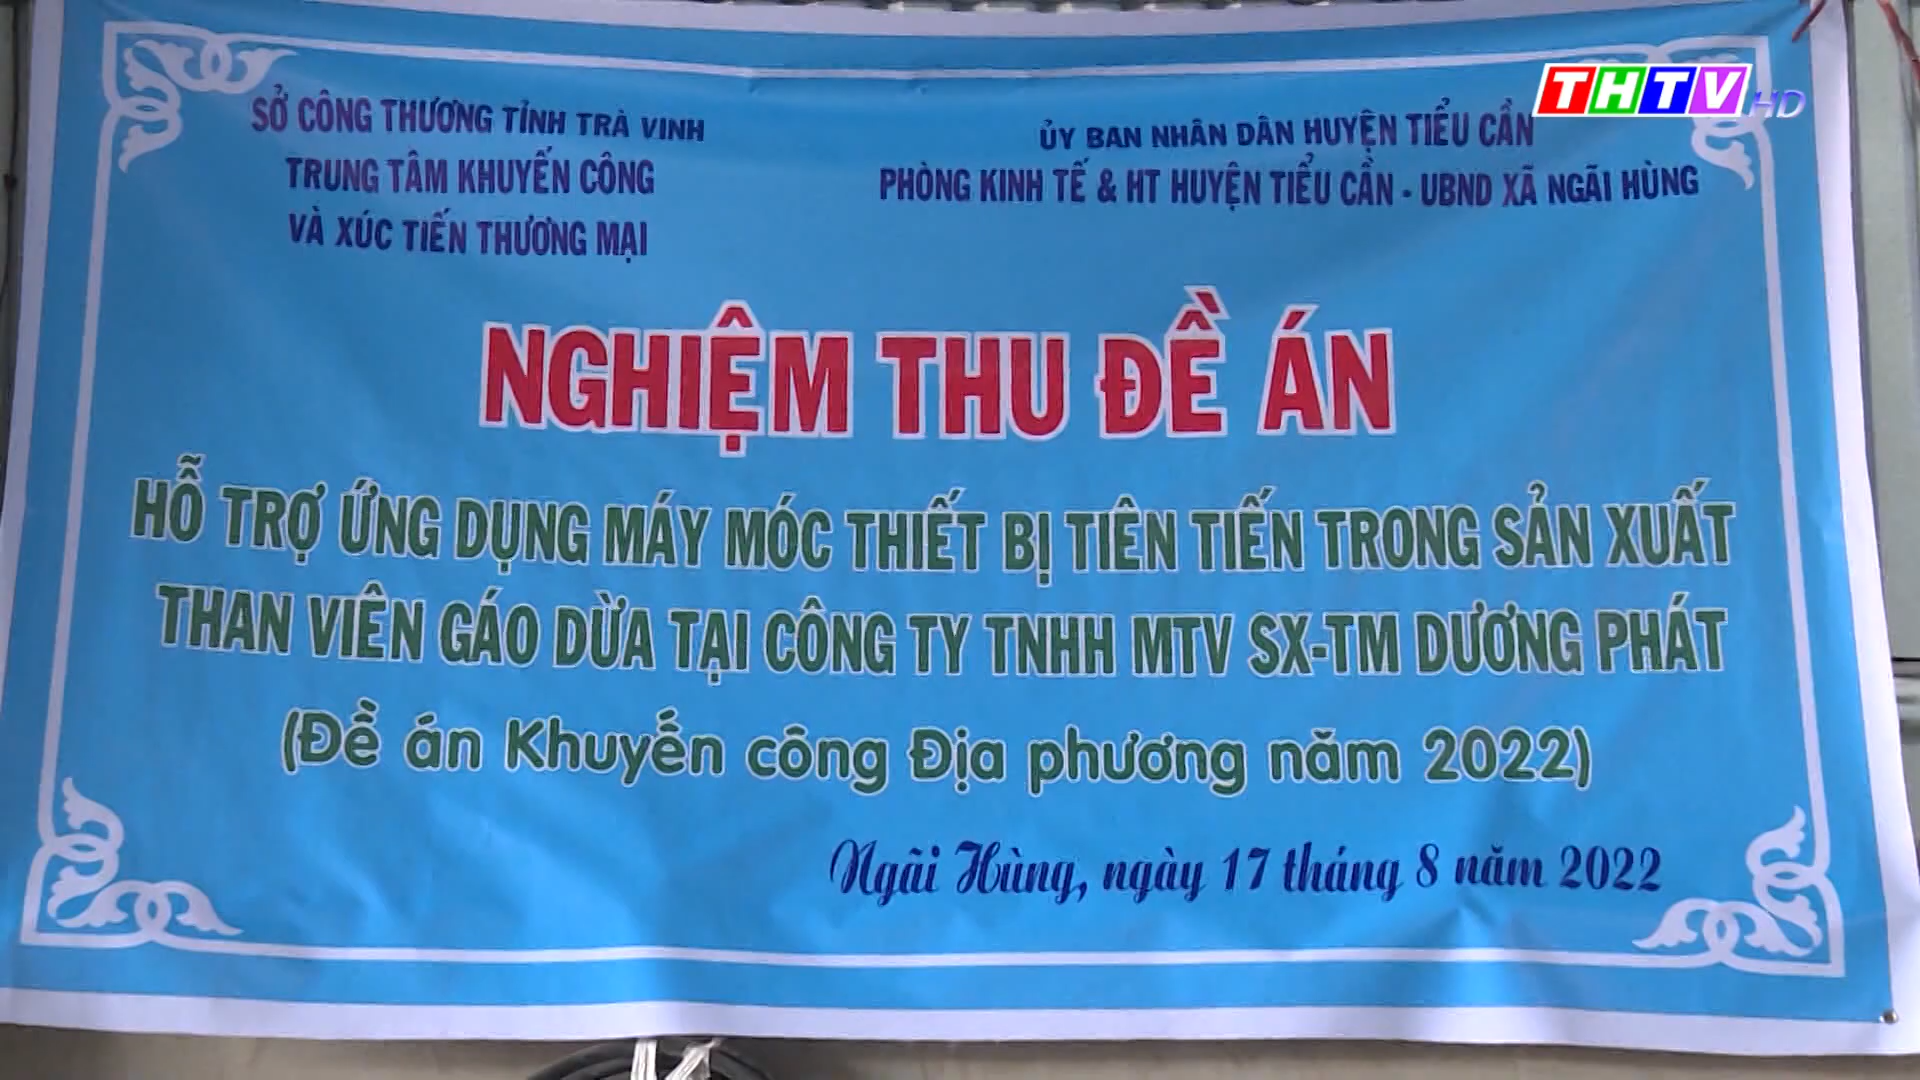 THTV HD
SỞ CÔNG THƯƠNG TỈNH TRÀ VINH
TRUNG TÂM KHUYẾN CÔNG
VÀ XÚC TIẾN THƯƠNG MẠI
ỦY BAN NHÂN DÂN HUYỆN TIỂU CẦN
PHÒNG KINH TẾ & HT HUYỆN TIỂU CẦN - UBND XÃ NGÃI HÙNG
NGHIỆM THU ĐỀ ÁN
HỖ TRỢ ỨNG DỤNG MÁY MÓC THIẾT BỊ TIÊN TIẾN TRONG SẢN XUẤT
THAN VIÊN GÁO DỪA TẠI CÔNG TY TNHH MTV SX-TM DƯƠNG PHÁT
(Đề án Khuyến công Địa phương năm 2022)
Ngãi Hùng, ngày 17 tháng 8 năm 2022